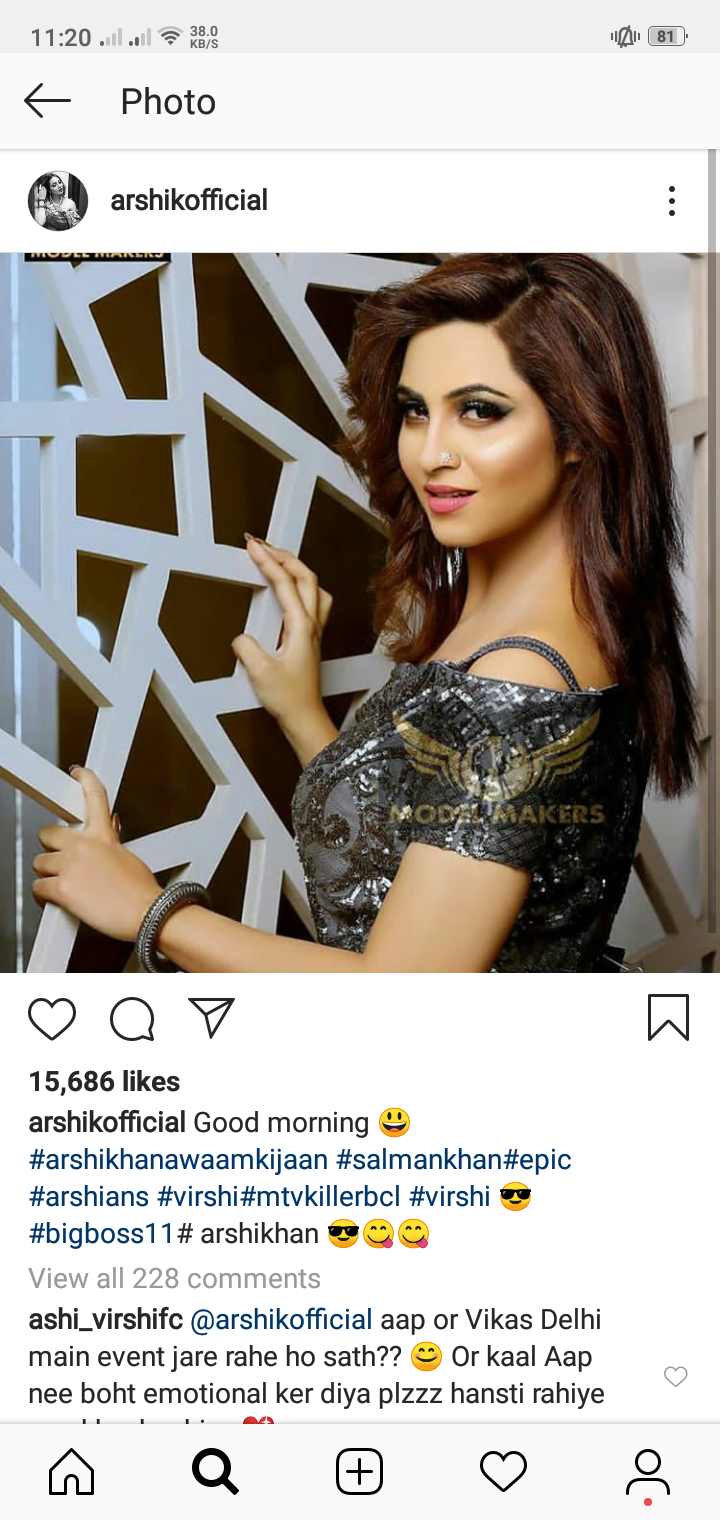 11:20
38.0
KB/S
81
Photo
arshikofficial
MODEL MAKERS
MODEL MAKERS
15,686 likes
arshikofficial Good morning 😃
#arshikhanawaamkijaan #salmankhan#epic
#arshians #virshi#mtvkillerbcl #virshi 😎
#bigboss11# arshikhan 😎😋😋
View all 228 comments
ashi_virshifc @arshikofficial aap or Vikas Delhi
main event jare rahe ho sath?? 😊 Or kaal Aap
nee boht emotional ker diya plzzz hansti rahiye